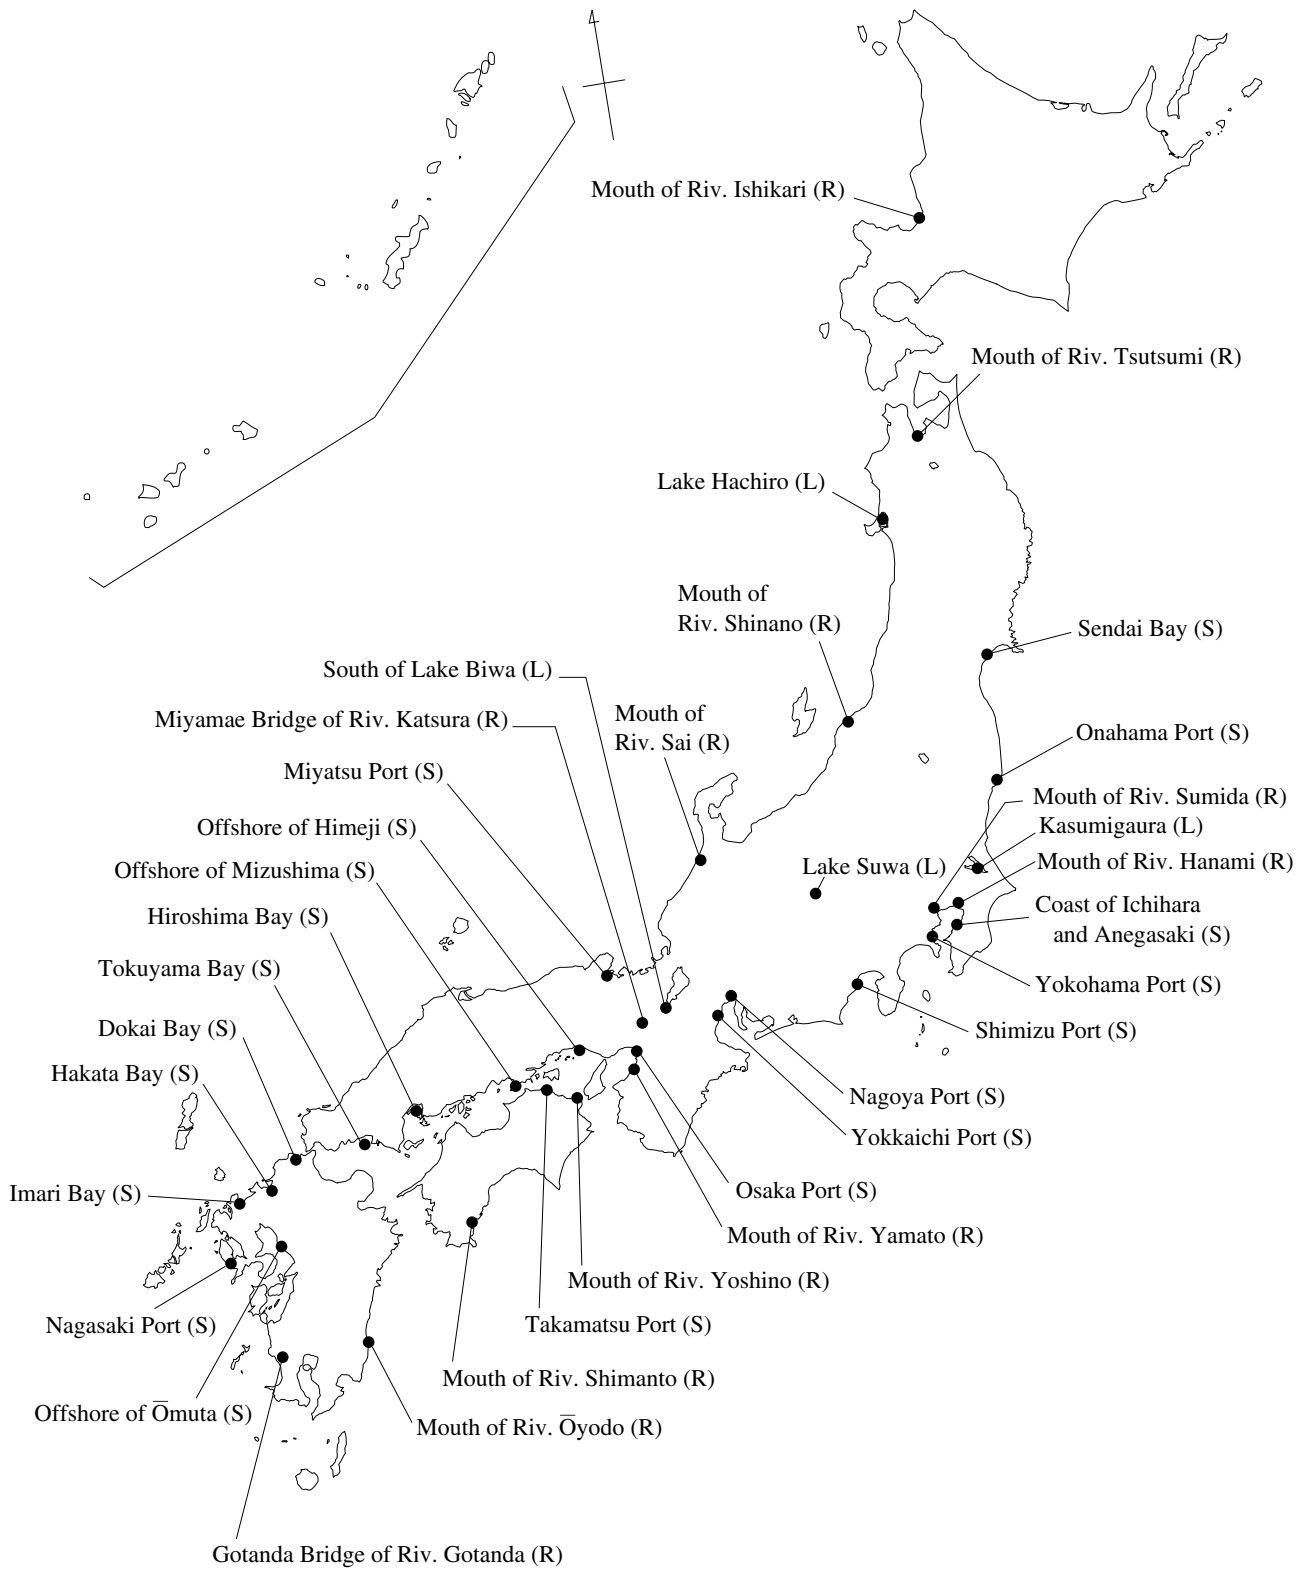 Mouth of Riv. Ishikari (R)
Mouth of Riv. Tsutsumi (R)
Lake Hachiro (L)
Mouth of
Riv. Shinano (R)
Sendai Bay (S)
South of Lake Biwa (L)
Miyamae Bridge of Riv. Katsura (R)
Mouth of
Riv. Sai (R)
Onahama Port (S)
Miyatsu Port (S)
Mouth of Riv. Sumida (R)
Offshore of Himeji (S)
Kasumigaura (L)
Offshore of Mizushima (S)
Lake Suwa (L)
Mouth of Riv. Hanami (R)
Hiroshima Bay (S)
Coast of Ichihara
and Anegasaki (S)
Tokuyama Bay (S)
Yokohama Port (S)
Dokai Bay (S)
Shimizu Port (S)
Hakata Bay (S)
Nagoya Port (S)
Yokkaichi Port (S)
Imari Bay (S)
Osaka Port (S)
Mouth of Riv. Yamato (R)
Mouth of Riv. Yoshino (R)
Nagasaki Port (S)
Takamatsu Port (S)
Mouth of Riv. Shimanto (R)
Offshore of Ōmuta (S)
Mouth of Riv. Ōyodo (R)
Gotanda Bridge of Riv. Gotanda (R)